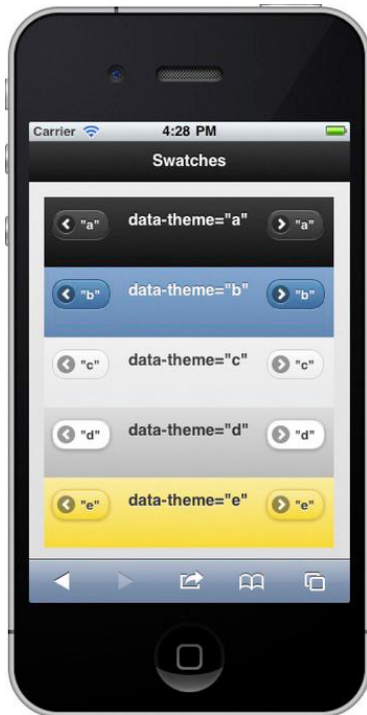 Carrier 4:28 PM
Swatches
"a" data-theme="a" "a"
"b" data-theme="b" "b"
"c" data-theme="c" "c"
"d" data-theme="d" "d"
"e" data-theme="e" "e"